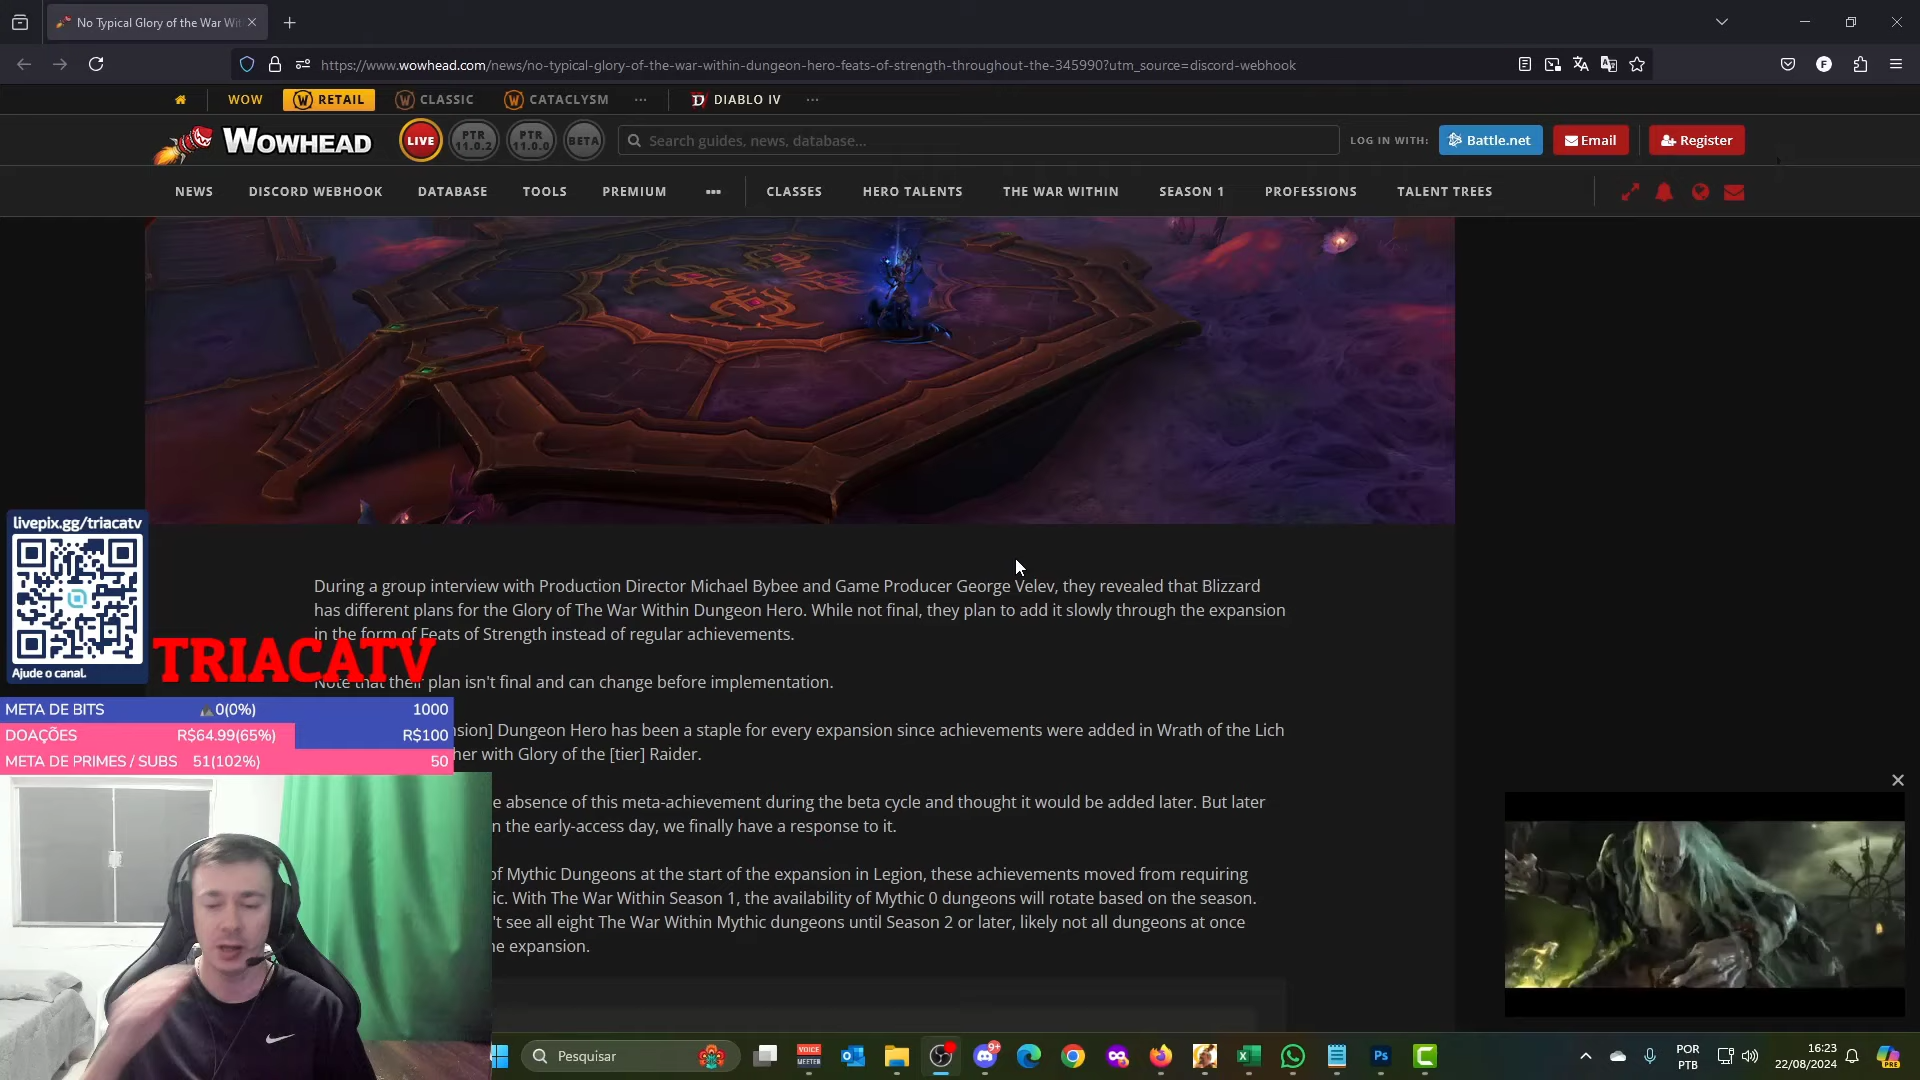 No Typical Glory of the War Wit
https://www.wowhead.com/news/no-typical-glory-of-the-war-within-dungeon-hero-feats-of-strength-throughout-the-345990?utm_source=discord-webhook
WOW
RETAIL
CLASSIC
CATACLYSM
DIABLO IV
WOWHEAD
LIVE
PTR
11.0.2
PTR
11.0.0
BETA
Search guides, news, database...
LOG IN WITH:
Battle.net
Email
Register
NEWS
DISCORD WEBHOOK
DATABASE
TOOLS
PREMIUM
CLASSES
HERO TALENTS
THE WAR WITHIN
SEASON 1
PROFESSIONS
TALENT TREES
During a group interview with Production Director Michael Bybee and Game Producer George Velev, they revealed that Blizzard
has different plans for the Glory of The War Within Dungeon Hero. While not final, they plan to add it slowly through the expansion
in the form of Feats of Strength instead of regular achievements.
Note that their plan isn't final and can change before implementation.
nsion] Dungeon Hero has been a staple for every expansion since achievements were added in Wrath of the Lich
her with Glory of the [tier] Raider.
e absence of this meta-achievement during the beta cycle and thought it would be added later. But later
n the early-access day, we finally have a response to it.
of Mythic Dungeons at the start of the expansion in Legion, these achievements moved from requiring
ic. With The War Within Season 1, the availability of Mythic 0 dungeons will rotate based on the season.
't see all eight The War Within Mythic dungeons until Season 2 or later, likely not all dungeons at once
he expansion.
livepix.gg/triacatv
Ajude o canal.
TRIACATV
META DE BITS 0(0%) 1000
DOAÇÕES R$64.99(65%) R$100
META DE PRIMES / SUBS 51(102%) 50
Pesquisar
VOICE
MEETER
9+
POR
PTB
16:23
22/08/2024
PRE